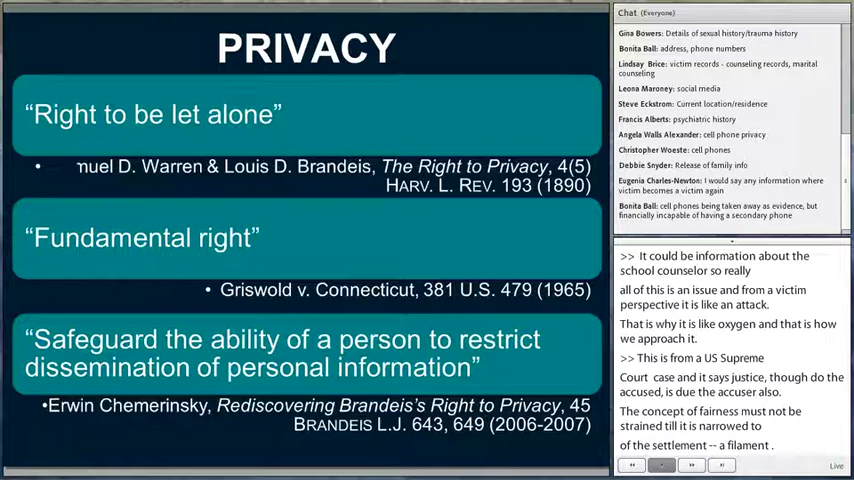 PRIVACY
“Right to be let alone”
• muel D. Warren & Louis D. Brandeis, The Right to Privacy, 4(5)
HARV. L. REV. 193 (1890)
“Fundamental right”
• Griswold v. Connecticut, 381 U.S. 479 (1965)
“Safeguard the ability of a person to restrict
dissemination of personal information”
•Erwin Chemerinsky, Rediscovering Brandeis’s Right to Privacy, 45
BRANDEIS L.J. 643, 649 (2006-2007)
Chat (Everyone)
Gina Bowers: Details of sexual history/trauma history
Bonita Ball: address, phone numbers
Lindsay Brice: victim records - counseling records, marital
counseling
Leona Maroney: social media
Steve Eckstrom: Current location/residence
Francis Alberts: psychiatric history
Angela Walls Alexander: cell phone privacy
Christopher Woeste: cell phones
Debbie Snyder: Release of family info
Eugenia Charles-Newton: I would say any information where
victim becomes a victim again
Bonita Ball: cell phones being taken away as evidence, but
financially incapable of having a secondary phone
>> It could be information about the
school counselor so really
all of this is an issue and from a victim
perspective it is like an attack.
That is why it is like oxygen and that is how
we approach it.
>> This is from a US Supreme
Court case and it says justice, though do the
accused, is due the accuser also.
The concept of fairness must not be
strained till it is narrowed to
of the settlement -- a filament .
Live